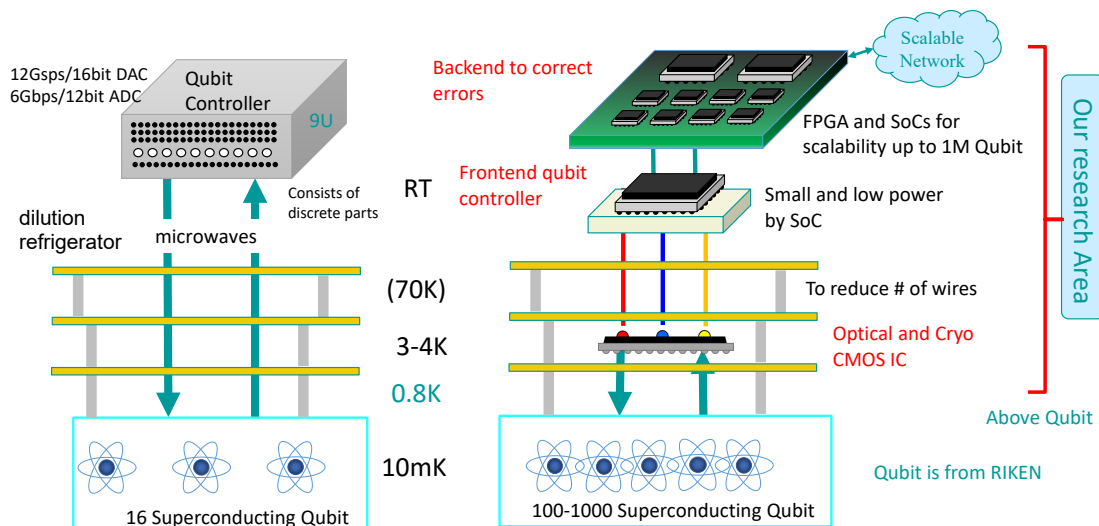 12Gsps/16bit DAC
6Gbps/12bit ADC
Qubit
Controller
9U
Consists of
discrete parts
dilution
refrigerator
microwaves
16 Superconducting Qubit
RT
(70K)
3-4K
0.8K
10mK
Backend to correct
errors
Scalable
Network
FPGA and SoCs for
scalability up to 1M Qubit
Frontend qubit
controller
Small and low power
by SoC
To reduce # of wires
Optical and Cryo
CMOS IC
100-1000 Superconducting Qubit
Our research Area
Above Qubit
Qubit is from RIKEN